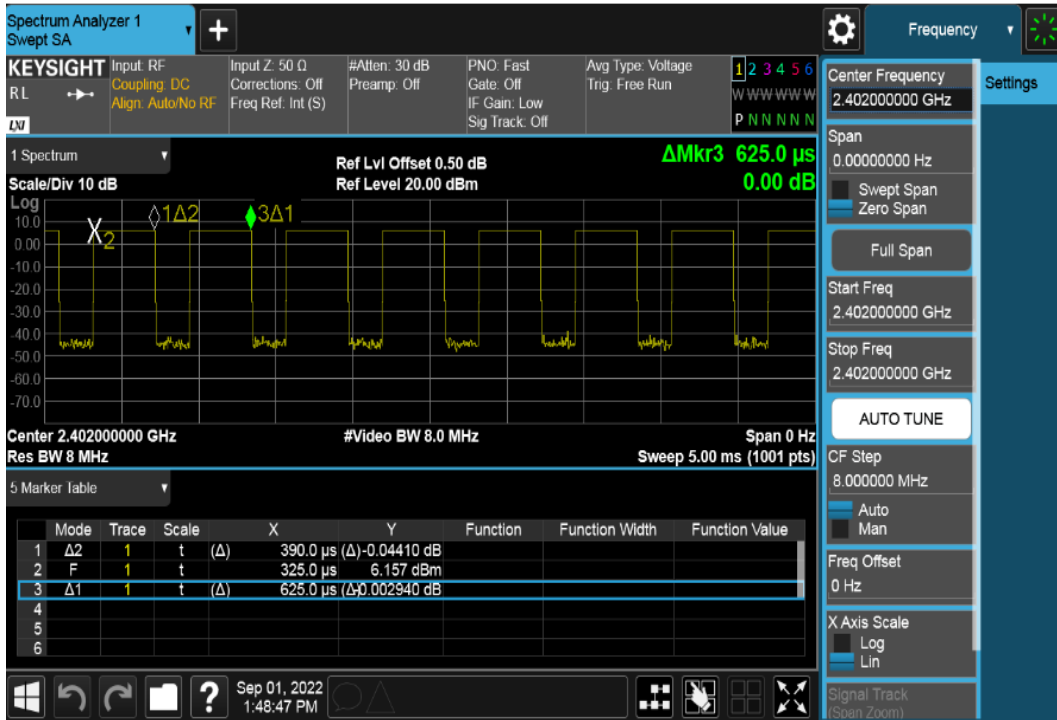 Spectrum Analyzer 1
Swept SA
+
Frequency
KEYSIGHT
RL
LXI
Input: RF
Coupling: DC
Align: Auto/No RF
Input Z: 50 Ω
Corrections: Off
Freq Ref: Int (S)
#Atten: 30 dB
Preamp: Off
PNO: Fast
Gate: Off
IF Gain: Low
Sig Track: Off
Avg Type: Voltage
Trig: Free Run
1 2 3 4 5 6
W W W W W W
P N N N N N
Center Frequency
2.402000000 GHz
Settings
Span
0.00000000 Hz
Swept Span
Zero Span
Full Span
Start Freq
2.402000000 GHz
Stop Freq
2.402000000 GHz
AUTO TUNE
CF Step
8.000000 MHz
Auto
Man
Freq Offset
0 Hz
X Axis Scale
Log
Lin
Signal Track
(Span Zoom)
1 Spectrum
Scale/Div 10 dB
Ref Lvl Offset 0.50 dB
Ref Level 20.00 dBm
ΔMkr3 625.0 µs
0.00 dB
Log
10.0
0.00
-10.0
-20.0
-30.0
-40.0
-50.0
-60.0
-70.0
X2
1Δ2
3Δ1
Center 2.402000000 GHz
Res BW 8 MHz
#Video BW 8.0 MHz
Span 0 Hz
Sweep 5.00 ms (1001 pts)
5 Marker Table
Mode Trace Scale X Y Function Function Width Function Value
1 Δ2 1 t (Δ) 390.0 µs (Δ)-0.04410 dB
2 F 1 t 325.0 µs 6.157 dBm
3 Δ1 1 t (Δ) 625.0 µs (Δ)-0.002940 dB
4
5
6
?
Sep 01, 2022
1:48:47 PM